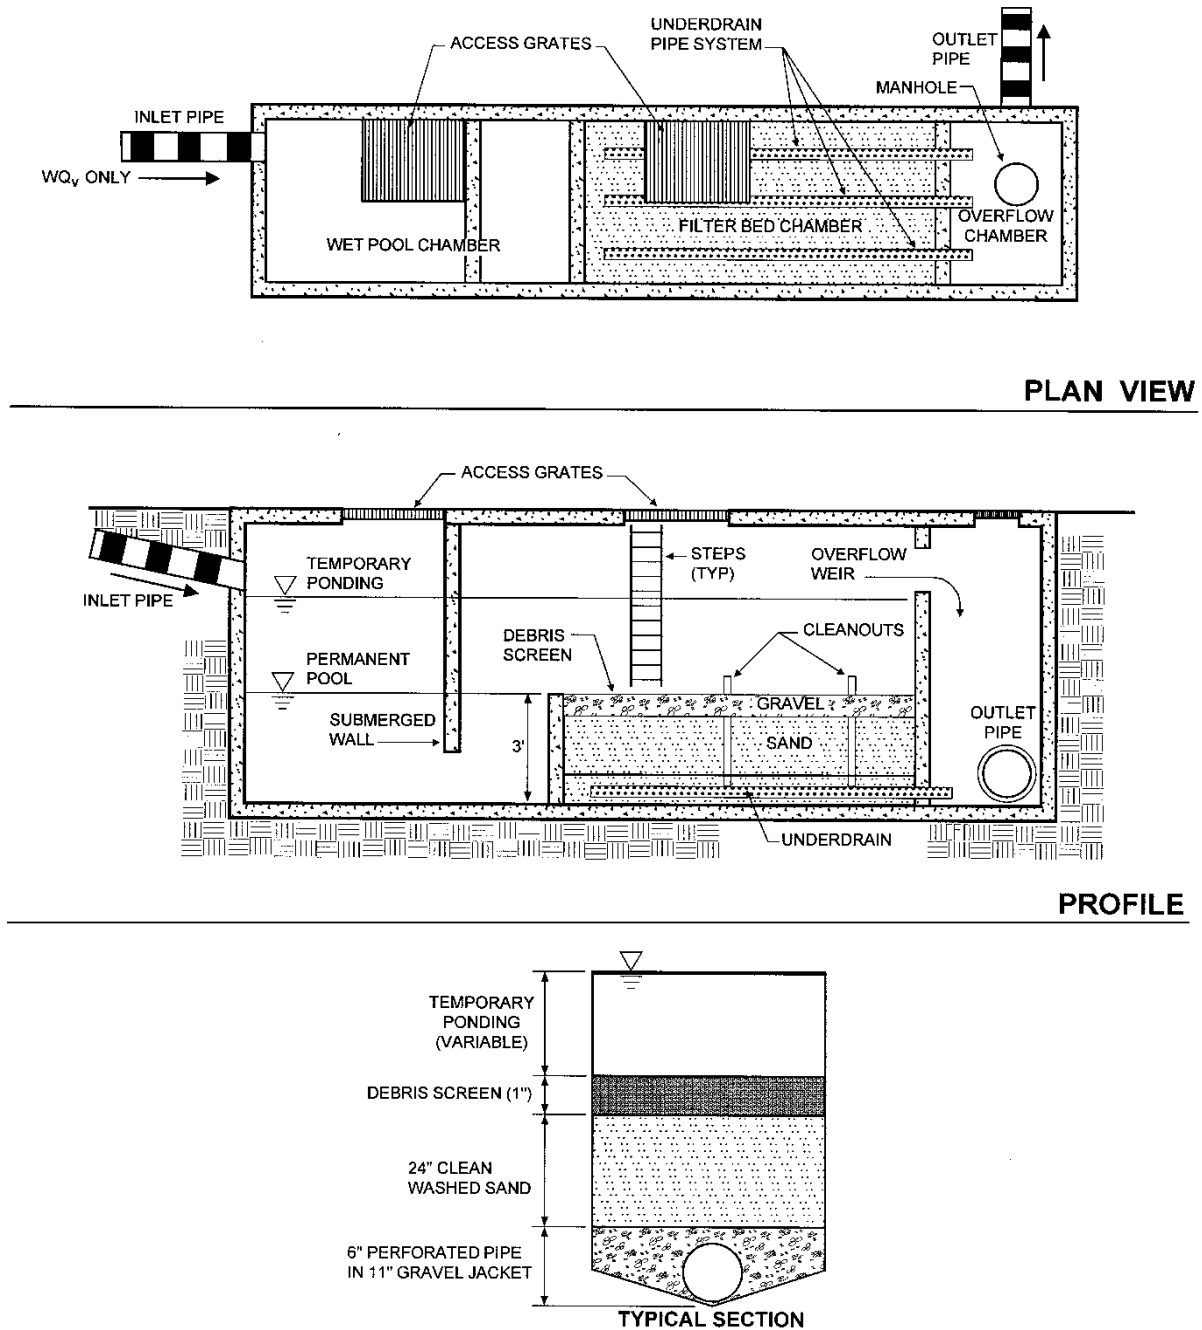 UNDERDRAIN
PIPE SYSTEM
ACCESS GRATES
OUTLET
PIPE
MANHOLE
INLET PIPE
WQv ONLY
WET POOL CHAMBER
FILTER BED CHAMBER
OVERFLOW
CHAMBER
PLAN VIEW
ACCESS GRATES
TEMPORARY
PONDING
INLET PIPE
STEPS
(TYP)
OVERFLOW
WEIR
CLEANOUTS
DEBRIS
SCREEN
PERMANENT
POOL
SUBMERGED
WALL
3'
GRAVEL
SAND
OUTLET
PIPE
UNDERDRAIN
PROFILE
TEMPORARY
PONDING
(VARIABLE)
DEBRIS SCREEN (1")
24" CLEAN
WASHED SAND
6" PERFORATED PIPE
IN 11" GRAVEL JACKET
TYPICAL SECTION